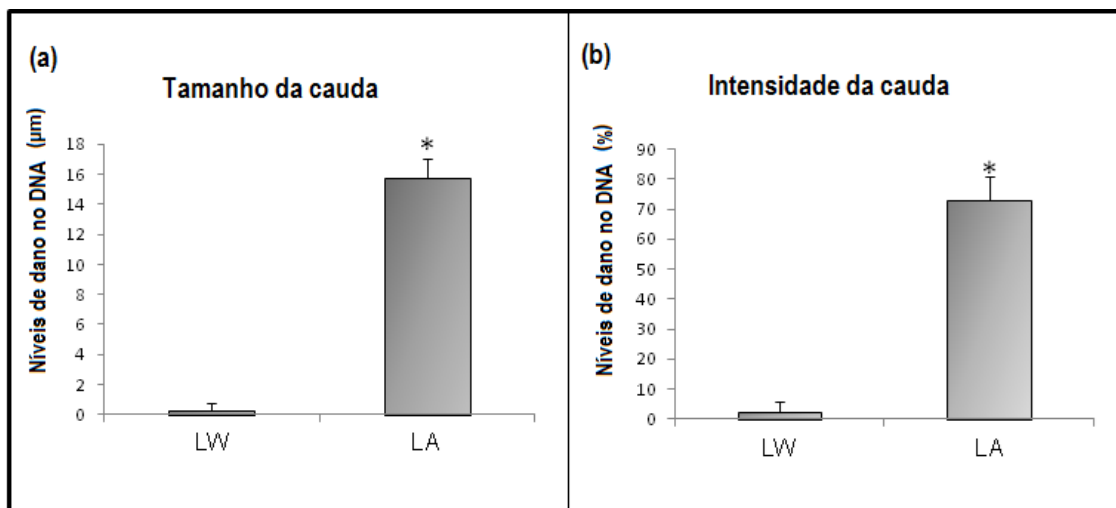 (a)
Tamanho da cauda
Níveis de dano no DNA (µm)
18
16
14
12
10
8
6
4
2
0
*
LW
LA
(b)
Intensidade da cauda
Níveis de dano no DNA (%)
90
80
70
60
50
40
30
20
10
0
*
LW
LA